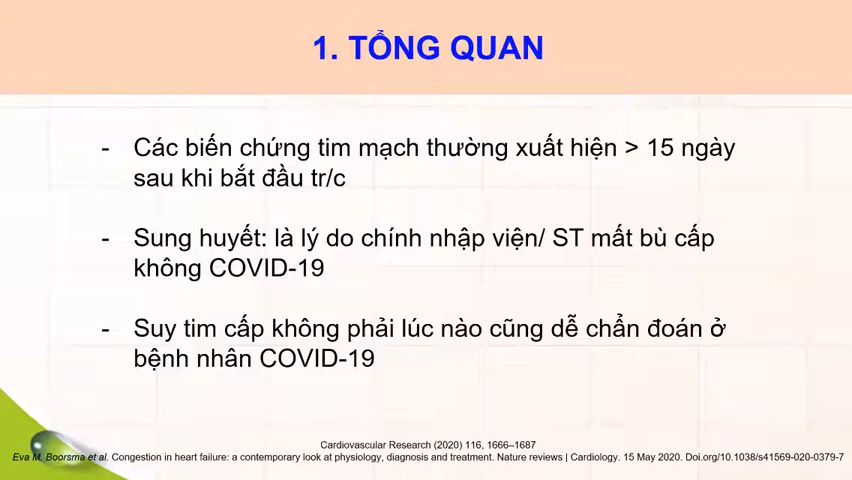 1. TỔNG QUAN
- Các biến chứng tim mạch thường xuất hiện > 15 ngày
sau khi bắt đầu tr/c
- Sung huyết: là lý do chính nhập viện/ ST mất bù cấp
không COVID-19
- Suy tim cấp không phải lúc nào cũng dễ chẩn đoán ở
bệnh nhân COVID-19
Cardiovascular Research (2020) 116, 1666–1687
Eva M. Boorsma et al. Congestion in heart failure: a contemporary look at physiology, diagnosis and treatment. Nature reviews | Cardiology. 15 May 2020. Doi.org/10.1038/s41569-020-0379-7